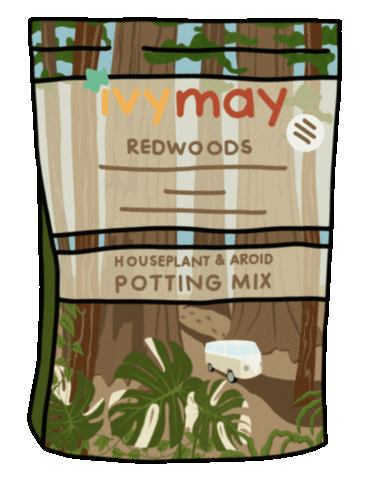 ivymay
REDWOODS
HOUSEPLANT & AROID
POTTING MIX